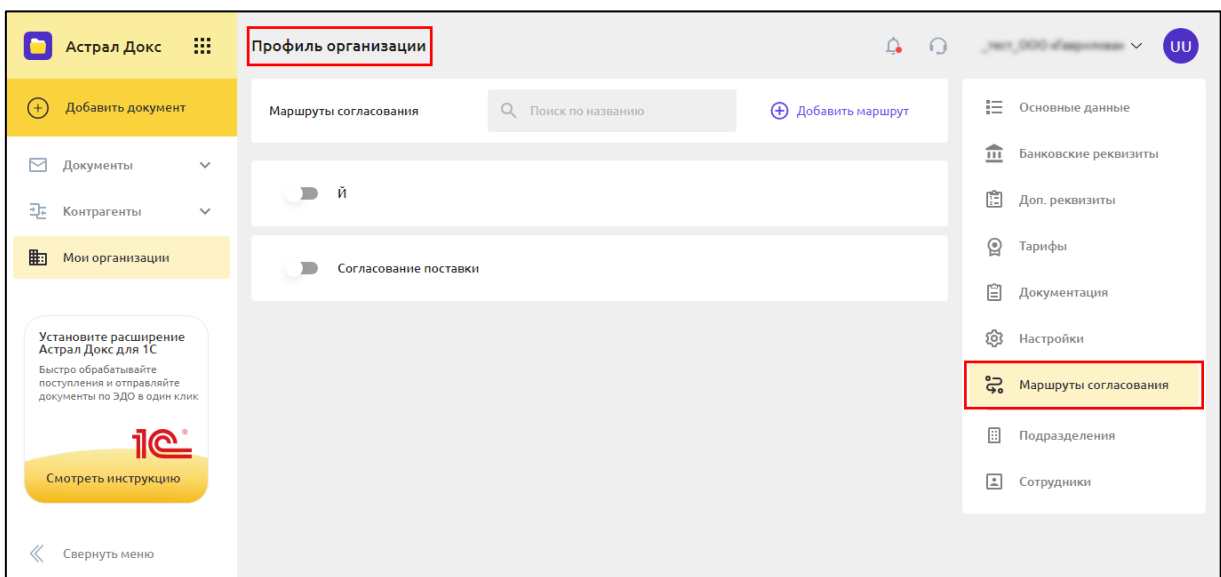 Астрал Докс
Профиль организации
UU
Добавить документ
Документы
Контрагенты
Мои организации
Установите расширение
Астрал Докс для 1С
Быстро обрабатывайте
поступления и отправляйте
документы по ЭДО в один клик
1С®
Смотреть инструкцию
Свернуть меню
Маршруты согласования
Поиск по названию
Добавить маршрут
Й
Согласование поставки
Основные данные
Банковские реквизиты
Доп. реквизиты
Тарифы
Документация
Настройки
Маршруты согласования
Подразделения
Сотрудники